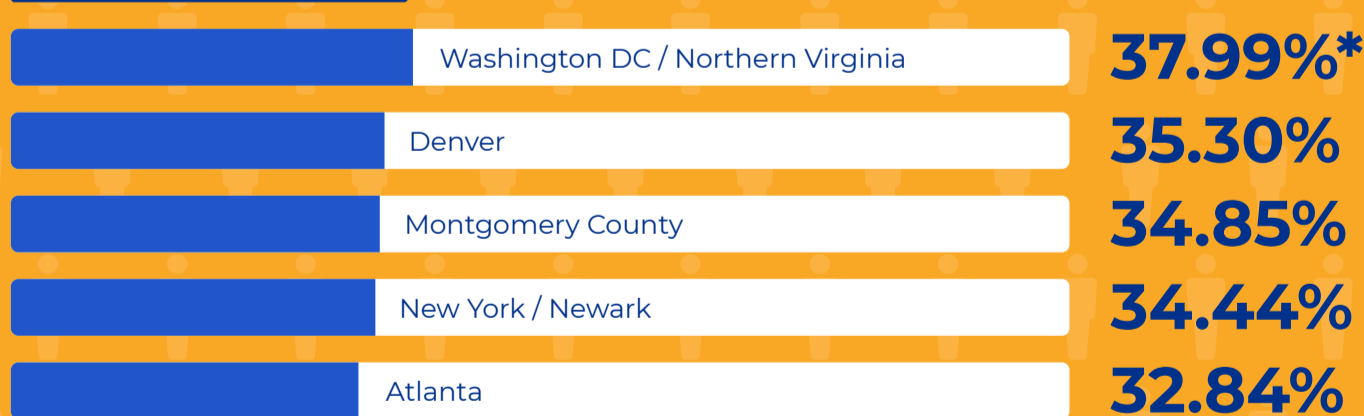 Washington DC / Northern Virginia 37.99%*
Denver 35.30%
Montgomery County 34.85%
New York / Newark 34.44%
Atlanta 32.84%